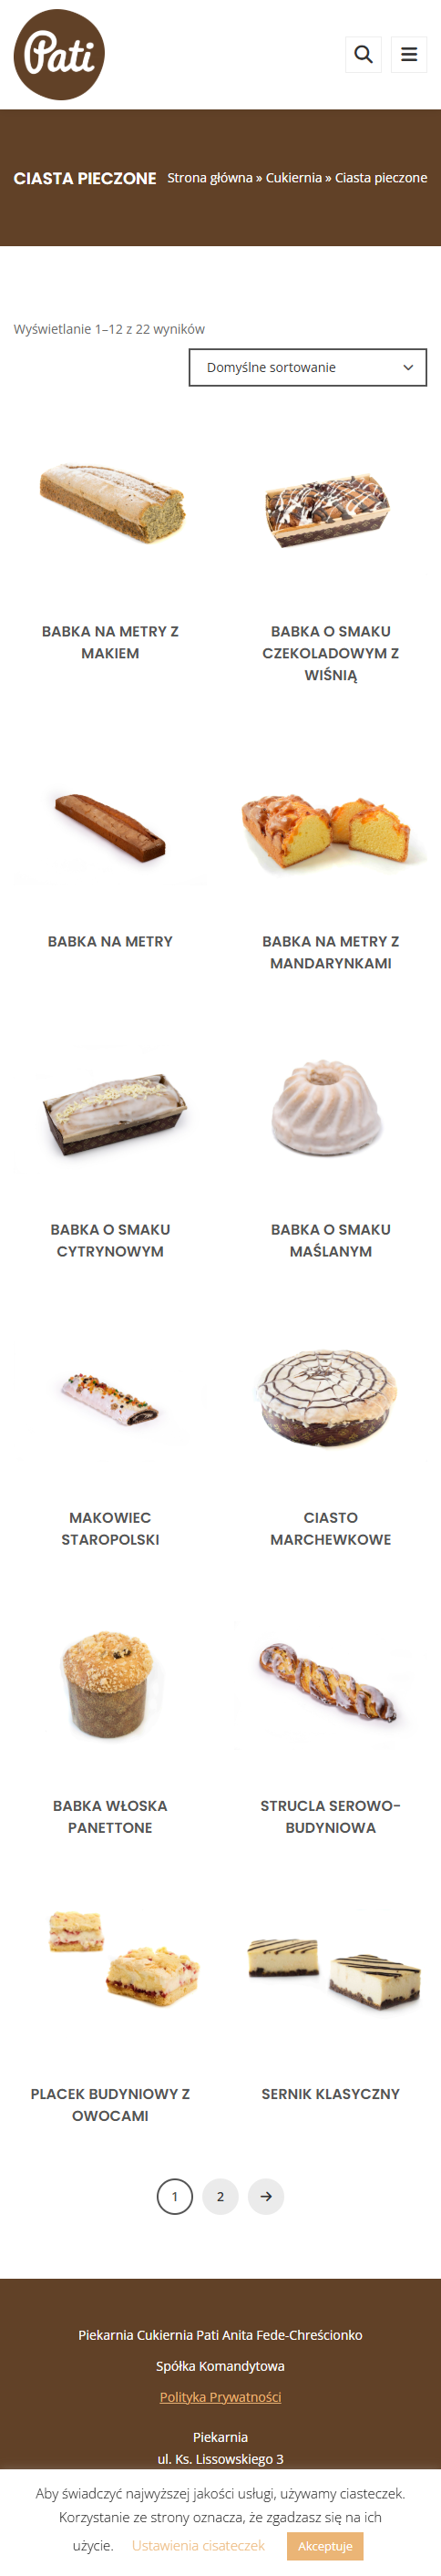 Pati
CIASTA PIECZONE
Strona główna » Cukiernia » Ciasta pieczone
Wyświetlanie 1–12 z 22 wyników
Domyślne sortowanie
BABKA NA METRY Z
MAKIEM
BABKA O SMAKU
CZEKOLADOWYM Z
WIŚNIĄ
BABKA NA METRY
BABKA NA METRY Z
MANDARYNKAMI
BABKA O SMAKU
CYTRYNOWYM
BABKA O SMAKU
MAŚLANYM
MAKOWIEC
STAROPOLSKI
CIASTO
MARCHEWKOWE
BABKA WŁOSKA
PANETTONE
STRUCLA SEROWO-
BUDYNIOWA
PLACEK BUDYNIOWY Z
OWOCAMI
SERNIK KLASYCZNY
1
2
Piekarnia Cukiernia Pati Anita Fede-Chreścionko
Spółka Komandytowa
Polityka Prywatności
Piekarnia
ul. Ks. Lissowskiego 3
Aby świadczyć najwyższej jakości usługi, używamy ciasteczek.
Korzystanie ze strony oznacza, że zgadzasz się na ich
użycie. Ustawienia cisateczek Akceptuje